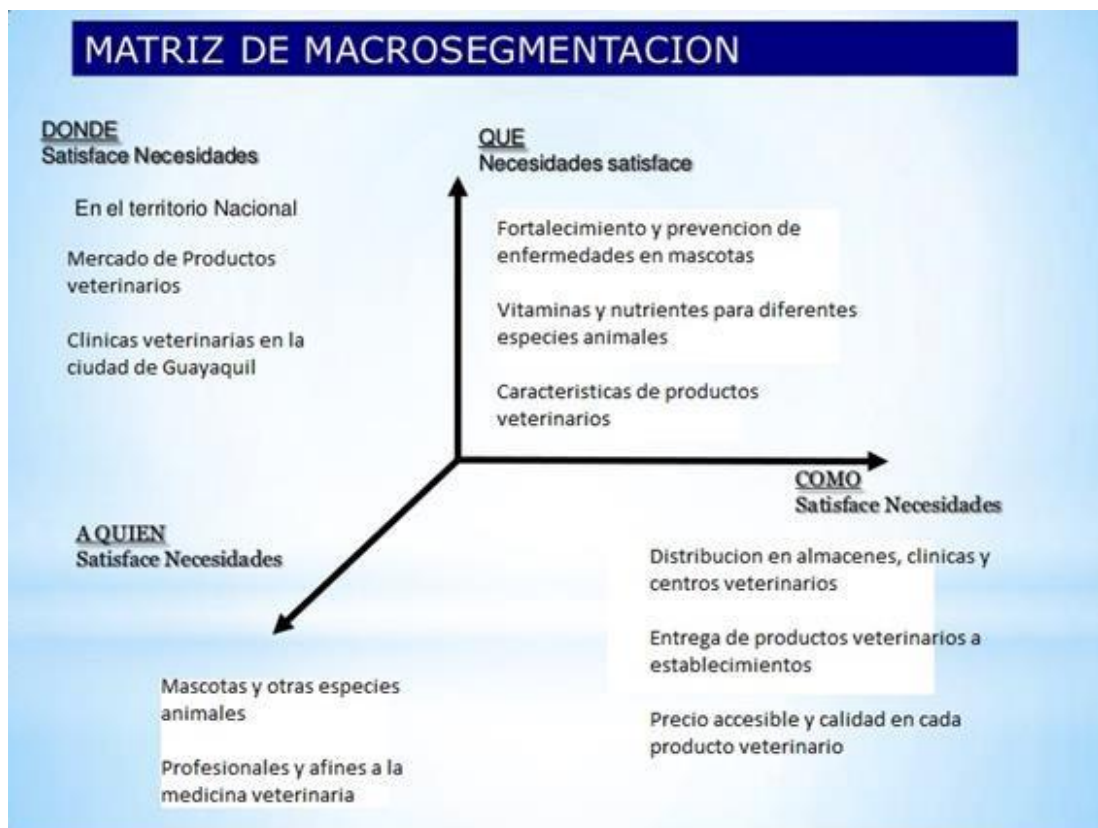 MATRIZ DE MACROSEGMENTACION
DONDE
Satisface Necesidades
En el territorio Nacional
Mercado de Productos
veterinarios
Clinicas veterinarias en la
ciudad de Guayaquil
QUE
Necesidades satisface
Fortalecimiento y prevencion de
enfermedades en mascotas
Vitaminas y nutrientes para diferentes
especies animales
Caracteristicas de productos
veterinarios
COMO
Satisface Necesidades
Distribucion en almacenes, clinicas y
centros veterinarios
Entrega de productos veterinarios a
establecimientos
Precio accesible y calidad en cada
producto veterinario
A QUIEN
Satisface Necesidades
Mascotas y otras especies
animales
Profesionales y afines a la
medicina veterinaria